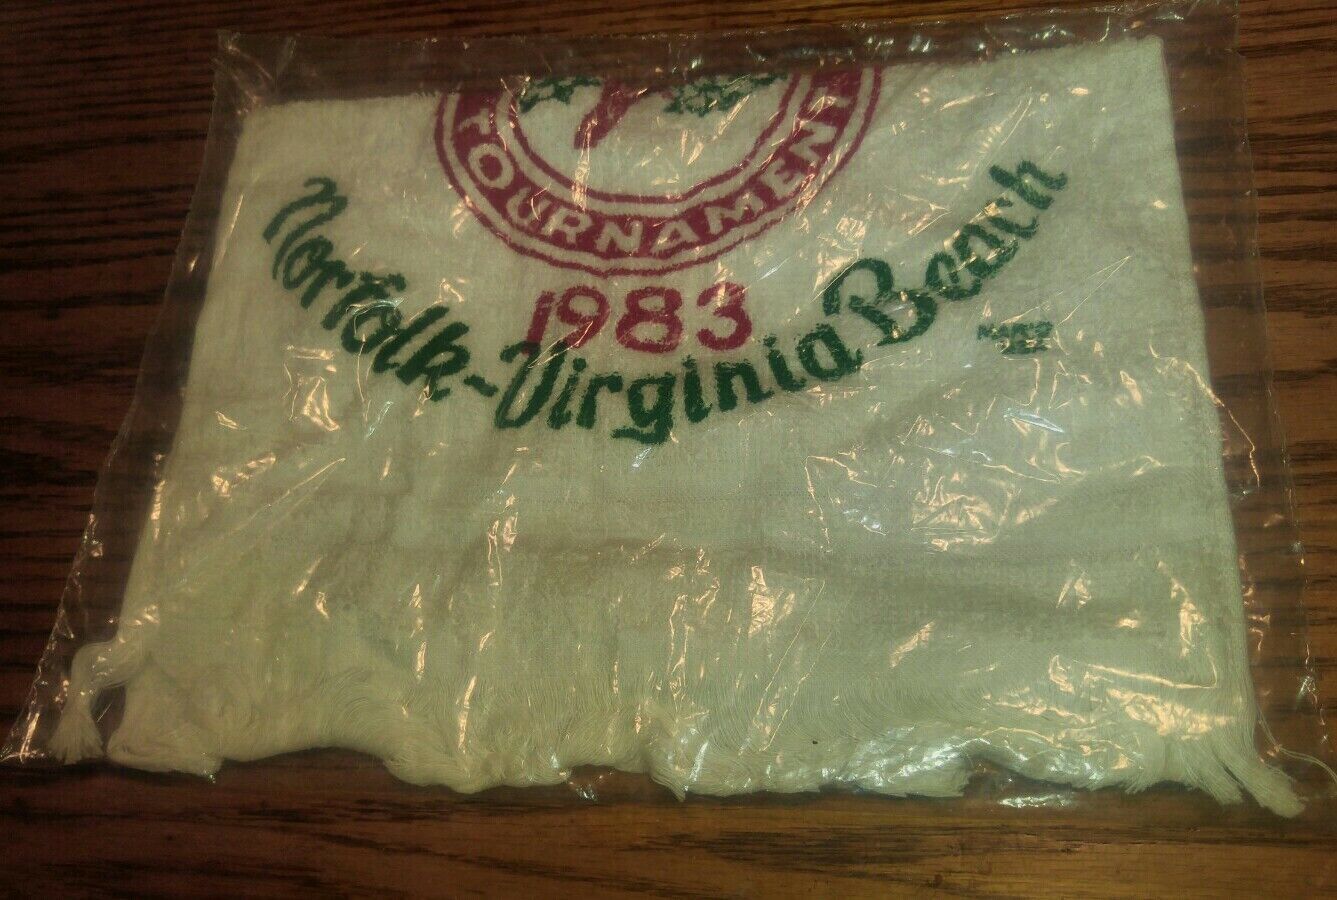 TOURNAMENT
1983
Norfolk-Virginia Beach